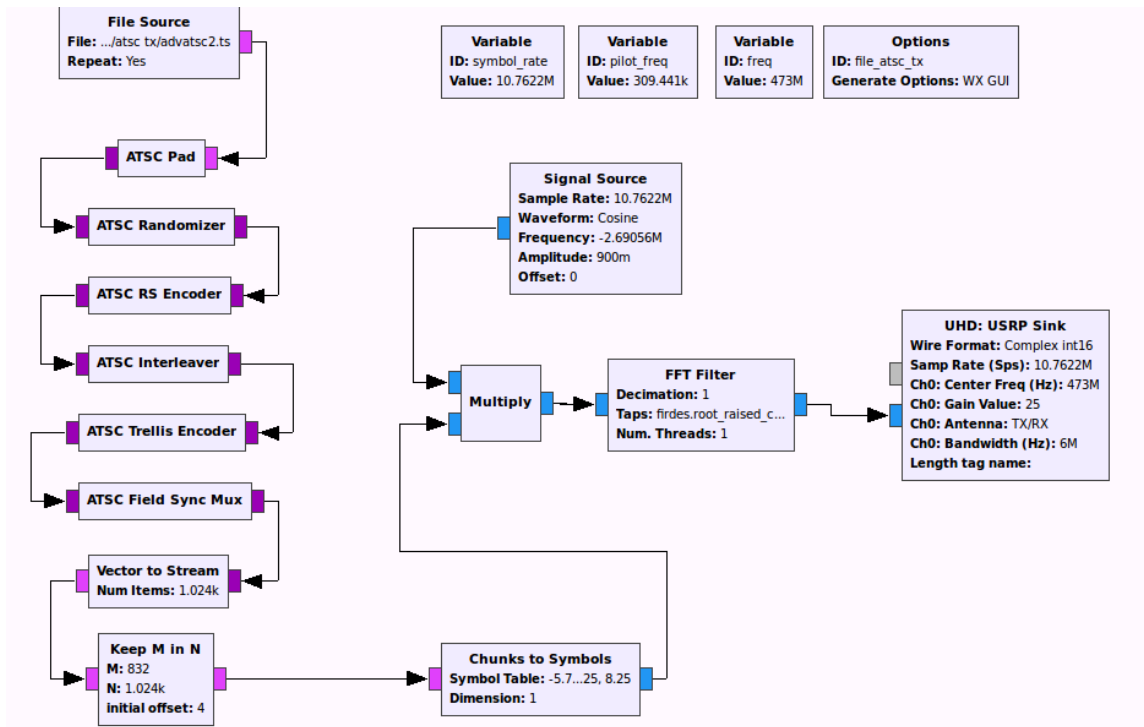 File Source
File: .../atsc tx/advatsc2.ts
Repeat: Yes
Variable
ID: symbol_rate
Value: 10.7622M
Variable
ID: pilot_freq
Value: 309.441k
Variable
ID: freq
Value: 473M
Options
ID: file_atsc_tx
Generate Options: WX GUI
ATSC Pad
ATSC Randomizer
ATSC RS Encoder
ATSC Interleaver
ATSC Trellis Encoder
ATSC Field Sync Mux
Vector to Stream
Num Items: 1.024k
Keep M in N
M: 832
N: 1.024k
initial offset: 4
Chunks to Symbols
Symbol Table: -5.7...25, 8.25
Dimension: 1
Signal Source
Sample Rate: 10.7622M
Waveform: Cosine
Frequency: -2.69056M
Amplitude: 900m
Offset: 0
Multiply
FFT Filter
Decimation: 1
Taps: firdes.root_raised_c...
Num. Threads: 1
UHD: USRP Sink
Wire Format: Complex int16
Samp Rate (Sps): 10.7622M
Ch0: Center Freq (Hz): 473M
Ch0: Gain Value: 25
Ch0: Antenna: TX/RX
Ch0: Bandwidth (Hz): 6M
Length tag name: